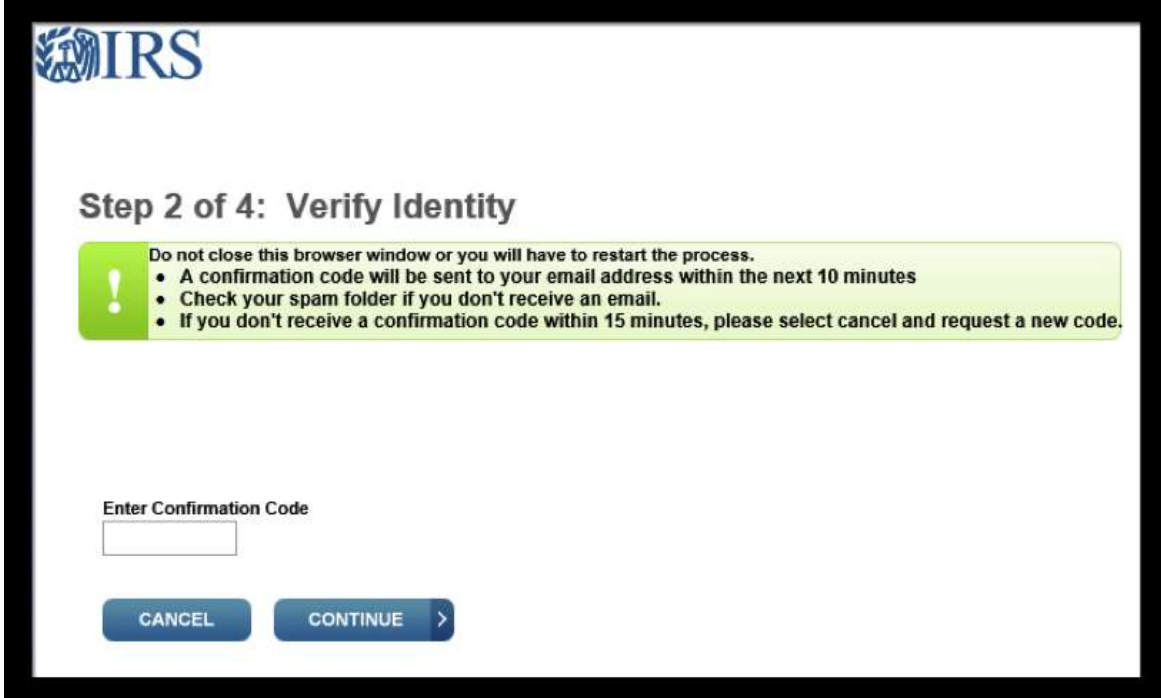 IRS
Step 2 of 4: Verify Identity
Do not close this browser window or you will have to restart the process.
• A confirmation code will be sent to your email address within the next 10 minutes
• Check your spam folder if you don't receive an email.
• If you don't receive a confirmation code within 15 minutes, please select cancel and request a new code.
Enter Confirmation Code
CANCEL CONTINUE >